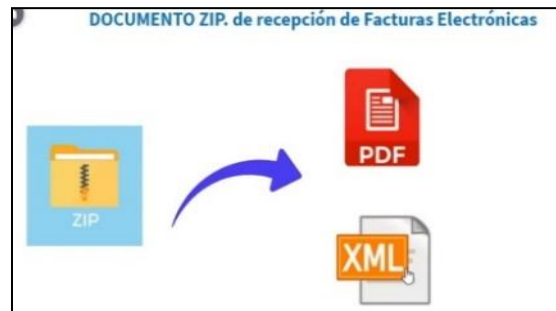 DOCUMENTO ZIP. de recepción de Facturas Electrónicas
PDF
ZIP
XML